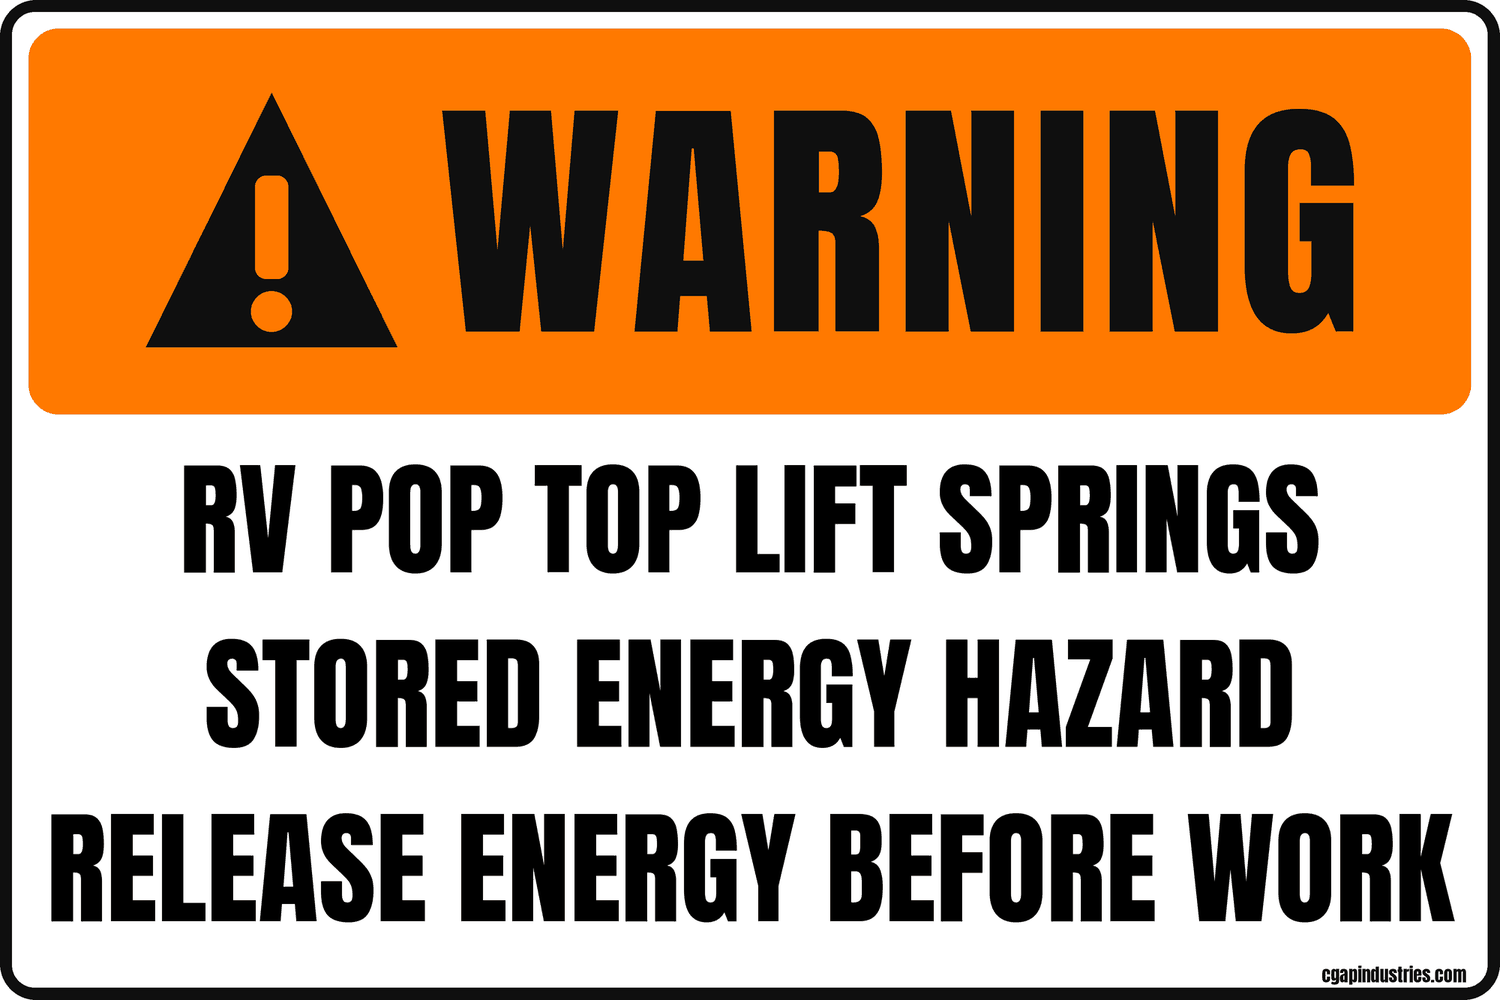 WARNING
RV POP TOP LIFT SPRINGS
STORED ENERGY HAZARD
RELEASE ENERGY BEFORE WORK
cgapindustries.com